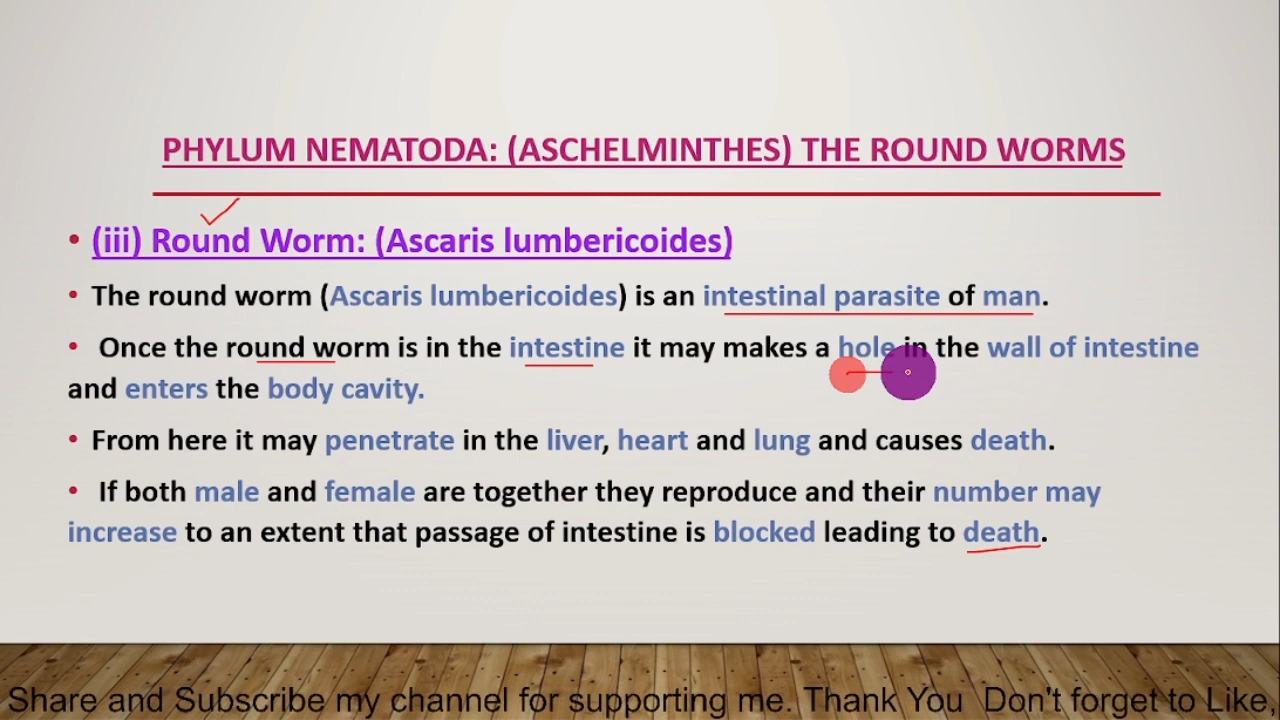 PHYLUM NEMATODA: (ASCHELMINTHES) THE ROUND WORMS
• (iii) Round Worm: (Ascaris lumbericoides)
• The round worm (Ascaris lumbericoides) is an intestinal parasite of man.
• Once the round worm is in the intestine it may makes a hole in the wall of intestine
and enters the body cavity.
• From here it may penetrate in the liver, heart and lung and causes death.
• If both male and female are together they reproduce and their number may
increase to an extent that passage of intestine is blocked leading to death.
Share and Subscribe my channel for supporting me. Thank You Don't forget to Like,